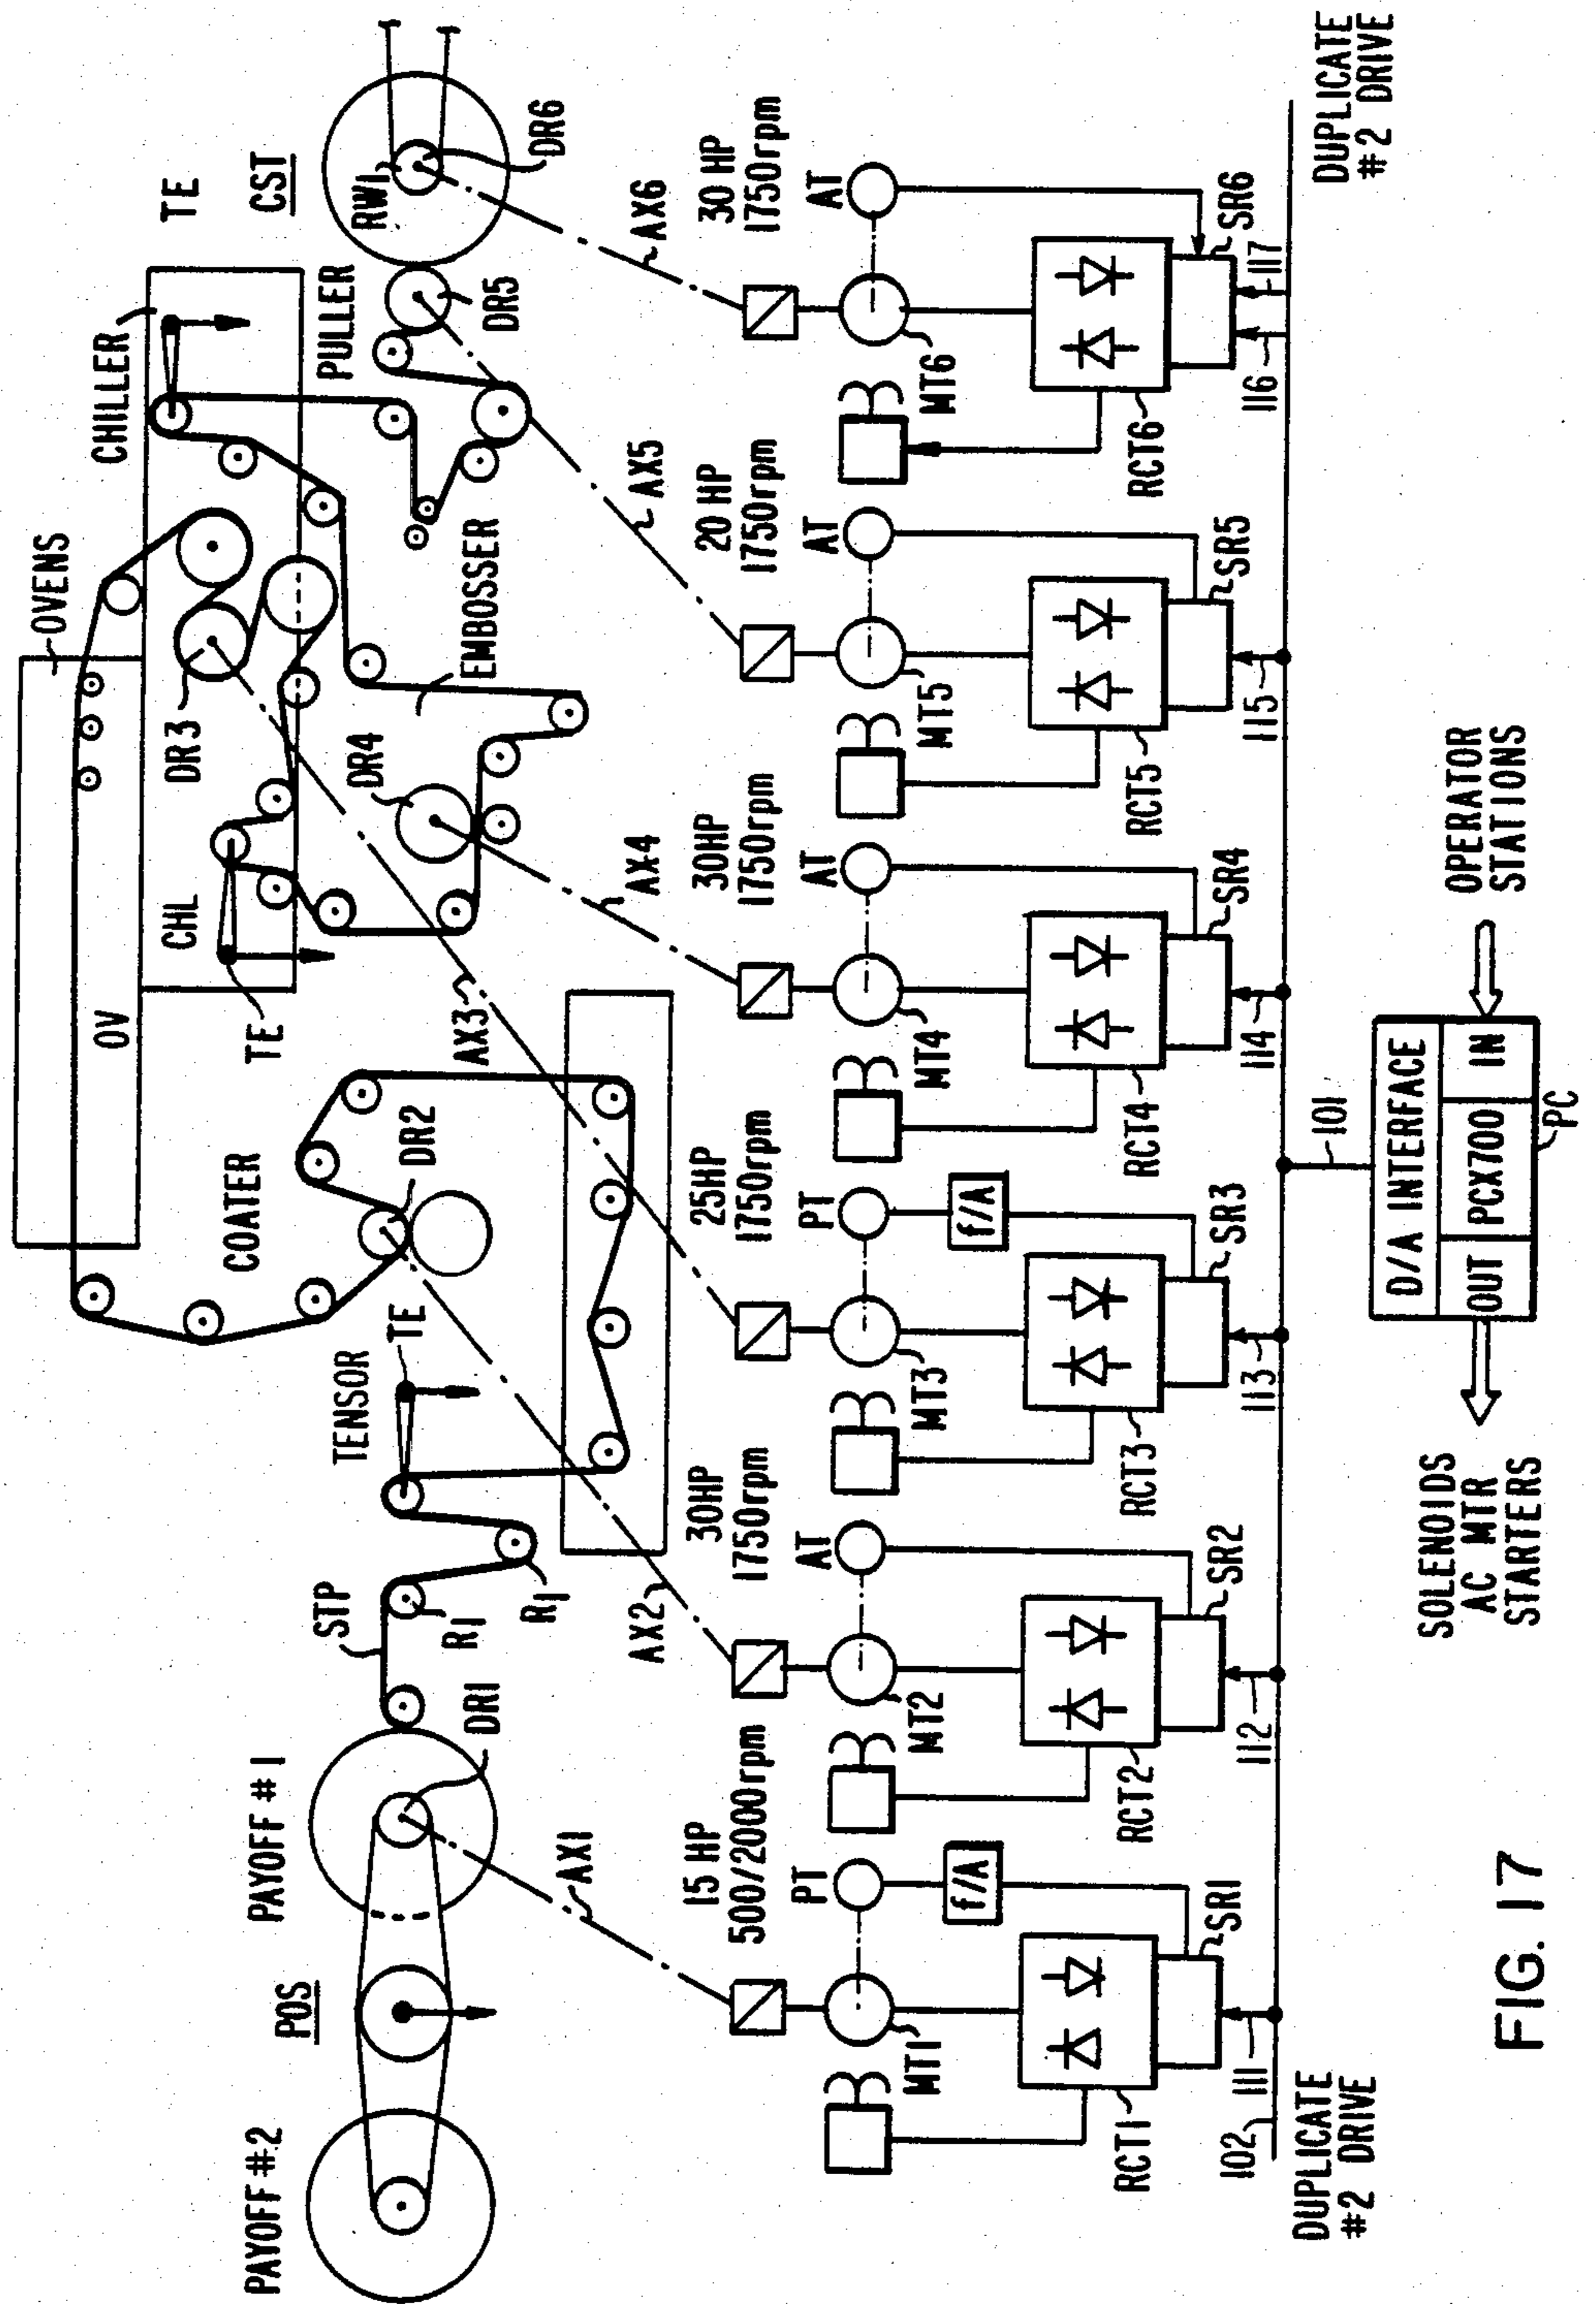 OVENS
OV
CHILLER
TE
CST
RW1
DR6
PULLER
DR5
DR3
CHL
TE
DR4
EMBOSSER
COATER
DR2
TENSOR
TE
STP
R1
R1
PAYOFF #1
DR1
POS
PAYOFF #2
AX1
AX2
AX3
AX4
AX5
AX6
15 HP
500/2000rpm
30HP
1750rpm
25HP
1750rpm
30HP
1750rpm
20 HP
1750rpm
30 HP
1750rpm
PT
AT
PT
AT
AT
AT
f/A
f/A
MT1
MT2
MT3
MT4
MT5
MT6
RCT1
SR1
RCT2
SR2
RCT3
SR3
RCT4
SR4
RCT5
SR5
RCT6
SR6
102
111
112
113
114
115
116
117
101
DUPLICATE
#2 DRIVE
DUPLICATE
#2 DRIVE
D/A INTERFACE
OUT
PCX700
IN
PC
SOLENOIDS
AC MTR
STARTERS
OPERATOR
STATIONS
FIG. 17